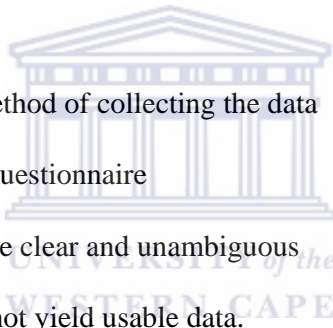 ethod of collecting the data
uestionnaire
e clear and unambiguous
UNIVERSITY of the
not yield usable data.
WESTERN CAPE